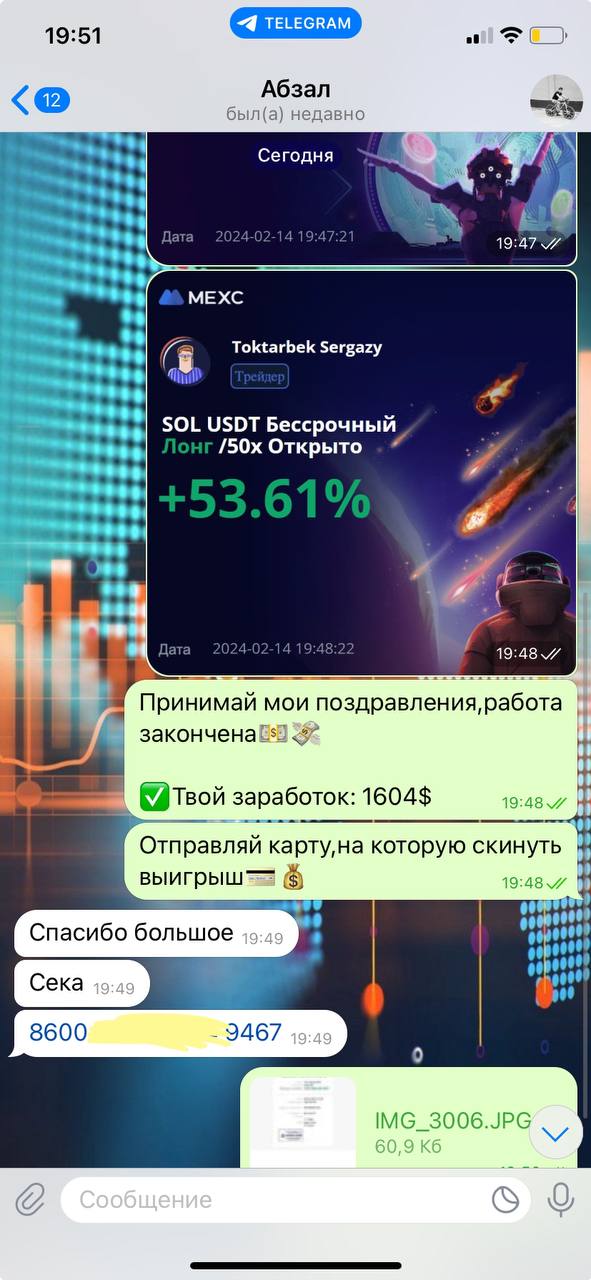 19:51
TELEGRAM
12
Абзал
был(а) недавно
Сегодня
Дата 2024-02-14 19:47:21
19:47
MEXC
Toktarbek Sergazy
Трейдер
SOL USDT Бессрочный
Лонг /50x Открыто
+53.61%
Дата 2024-02-14 19:48:22
19:48
Принимай мои поздравления,работа
закончена
Твой заработок: 1604$
19:48
Отправляй карту,на которую скинуть
выигрыш
19:48
Спасибо большое 19:49
Сека 19:49
8600 9467 19:49
IMG_3006.JPG
60,9 Кб
Сообщение